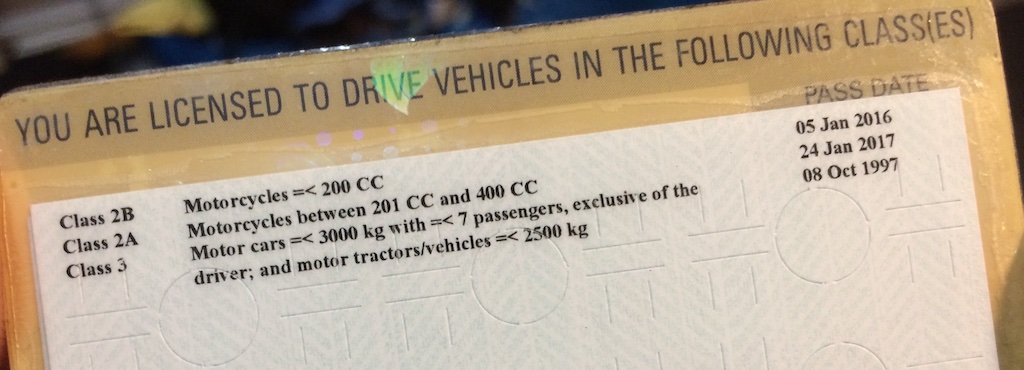 YOU ARE LICENSED TO DRIVE VEHICLES IN THE FOLLOWING CLASS(ES)
PASS DATE
Class 2B Motorcycles =< 200 CC 05 Jan 2016
Class 2A Motorcycles between 201 CC and 400 CC 24 Jan 2017
Class 3 Motor cars =< 3000 kg with =< 7 passengers, exclusive of the 08 Oct 1997
driver; and motor tractors/vehicles =< 2500 kg